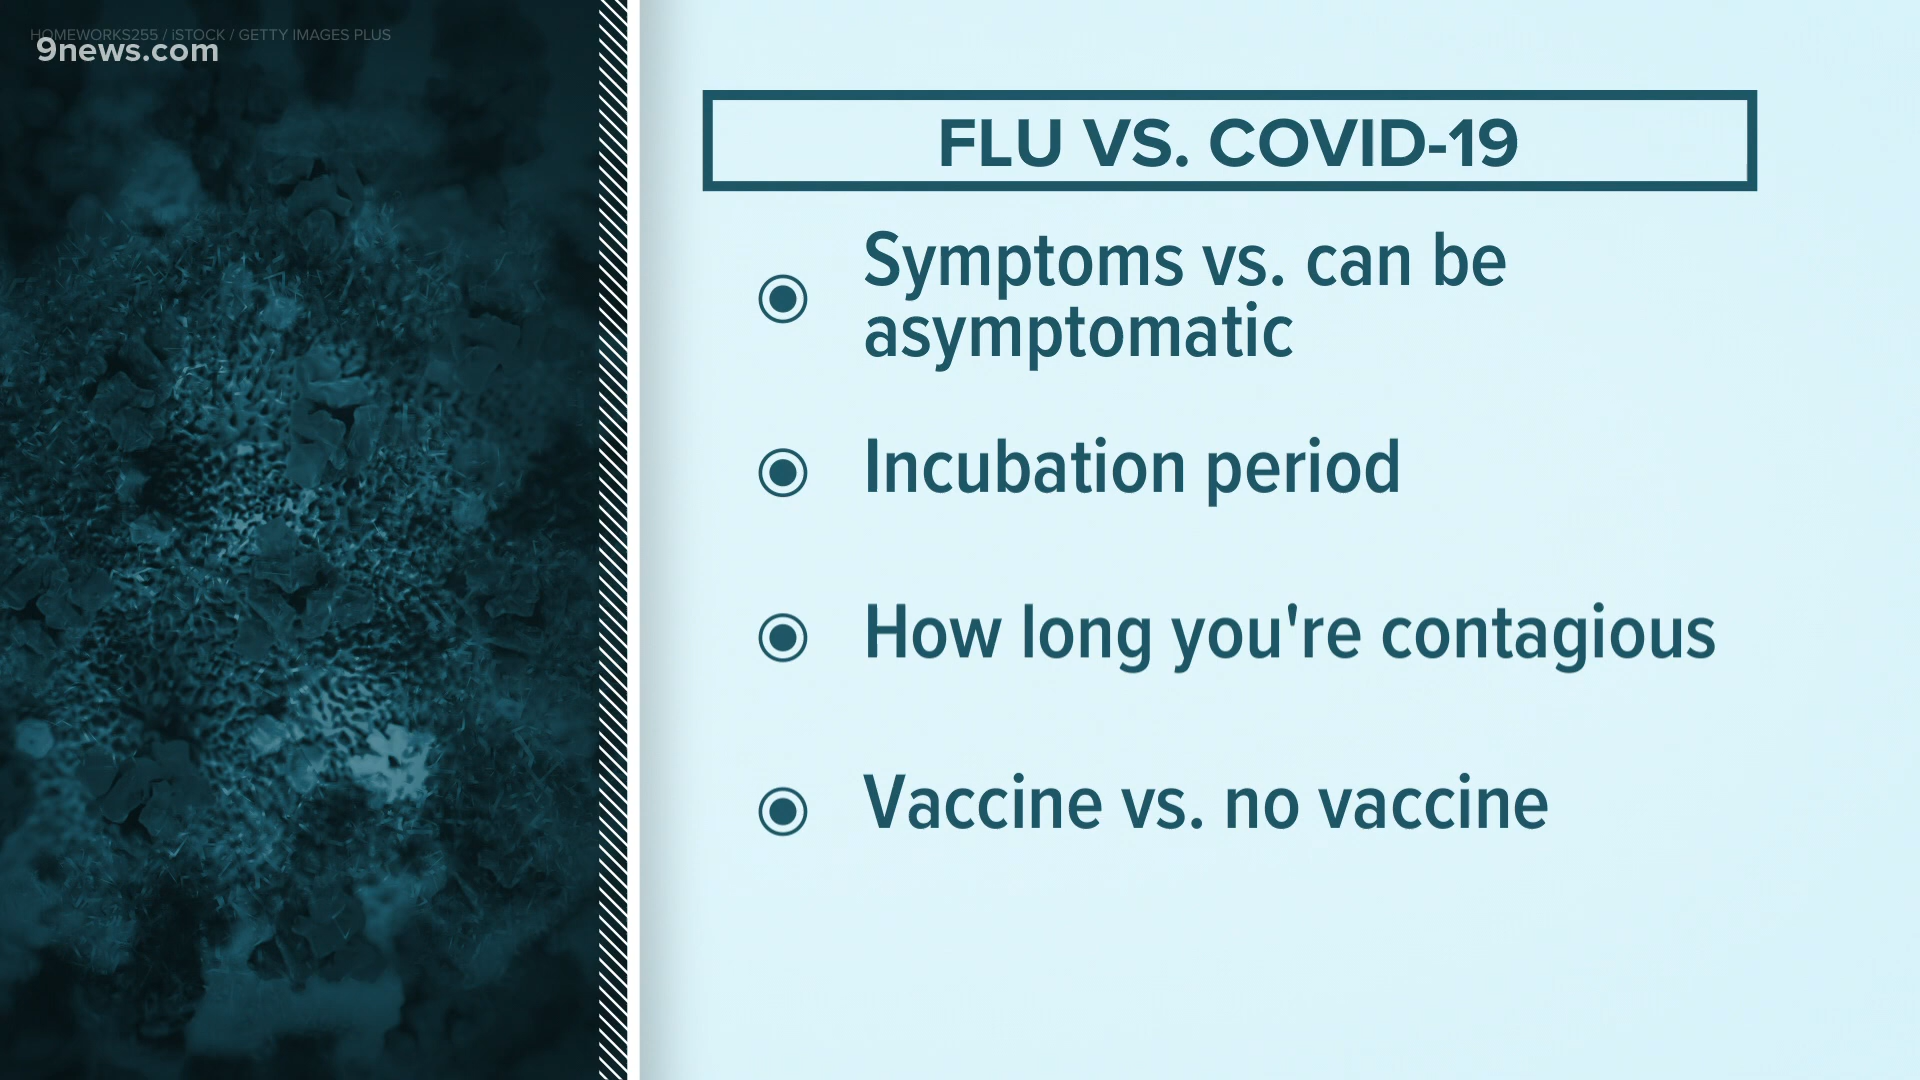 HOMEWORKS255 / iSTOCK / GETTY IMAGES PLUS
9news.com
FLU VS. COVID-19
Symptoms vs. can be
asymptomatic
Incubation period
How long you're contagious
Vaccine vs. no vaccine